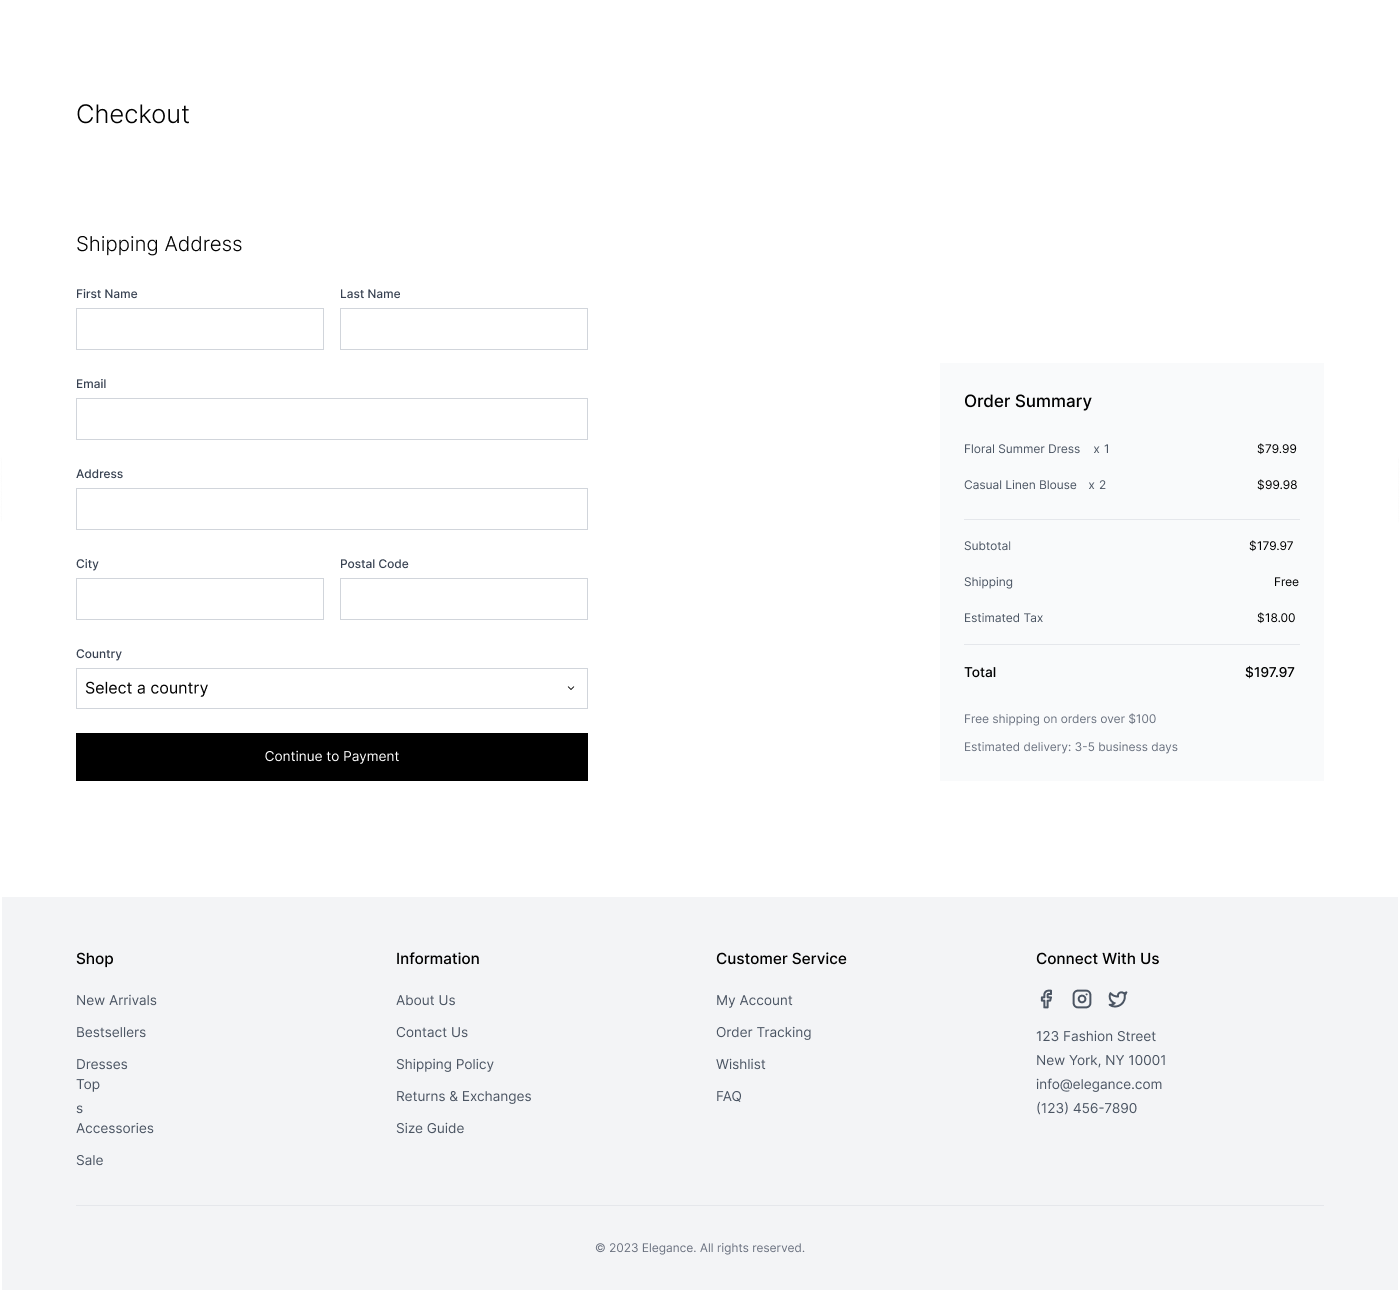 Checkout
Shipping Address
First Name
Last Name
Email
Address
City
Postal Code
Country
Select a country
Continue to Payment
Order Summary
Floral Summer Dress x 1 $79.99
Casual Linen Blouse x 2 $99.98
Subtotal $179.97
Shipping Free
Estimated Tax $18.00
Total $197.97
Free shipping on orders over $100
Estimated delivery: 3-5 business days
Shop
New Arrivals
Bestsellers
Dresses
Top
s
Accessories
Sale
Information
About Us
Contact Us
Shipping Policy
Returns & Exchanges
Size Guide
Customer Service
My Account
Order Tracking
Wishlist
FAQ
Connect With Us
123 Fashion Street
New York, NY 10001
info@elegance.com
(123) 456-7890
© 2023 Elegance. All rights reserved.